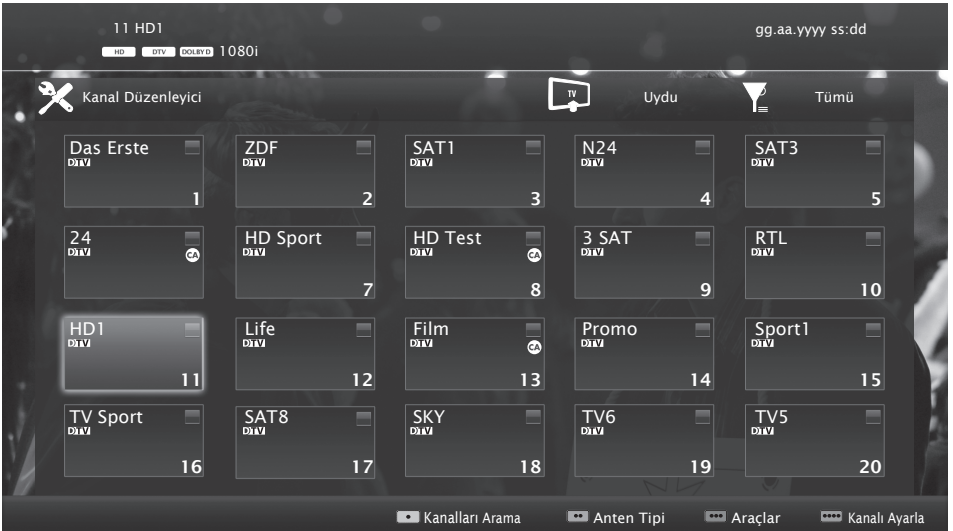 11 HD1
gg.aa.yyyy ss:dd
HD DTV DOLBY D 1080i
Kanal Düzenleyici
TV
Uydu
Tümü
Das Erste
DTV
1
ZDF
DTV
2
SAT1
DTV
3
N24
DTV
4
SAT3
DTV
5
24
DTV
CA
HD Sport
DTV
7
HD Test
DTV
CA
8
3 SAT
DTV
9
RTL
DTV
10
HD1
DTV
11
Life
DTV
12
Film
DTV
CA
13
Promo
DTV
14
Sport1
DTV
15
TV Sport
DTV
16
SAT8
DTV
17
SKY
DTV
18
TV6
DTV
19
TV5
DTV
20
Kanalları Arama
Anten Tipi
Araçlar
Kanalı Ayarla